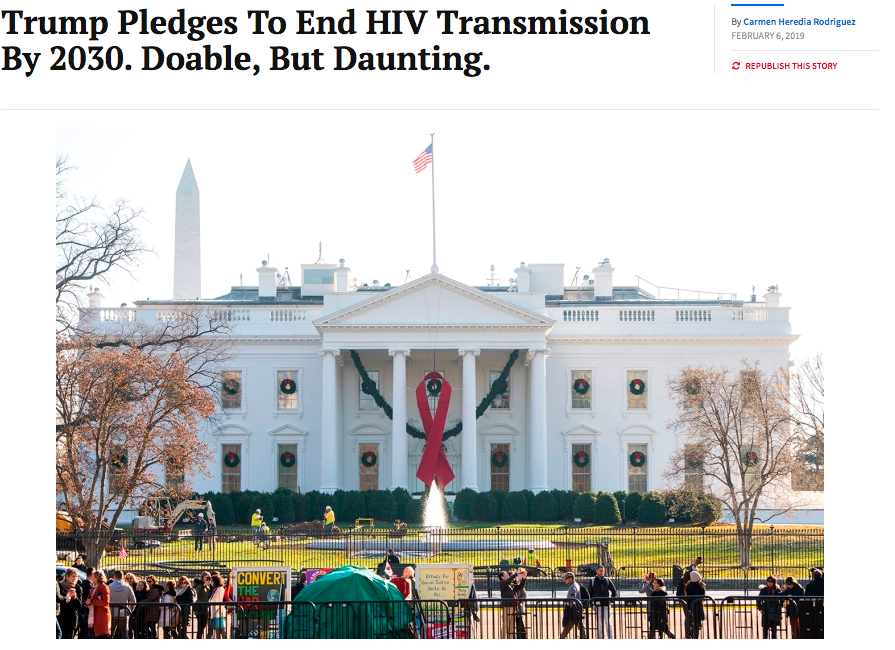 Trump Pledges To End HIV Transmission
By 2030. Doable, But Daunting.
By Carmen Heredia Rodriguez
FEBRUARY 6, 2019
REPUBLISH THIS STORY
CONVERT
THE